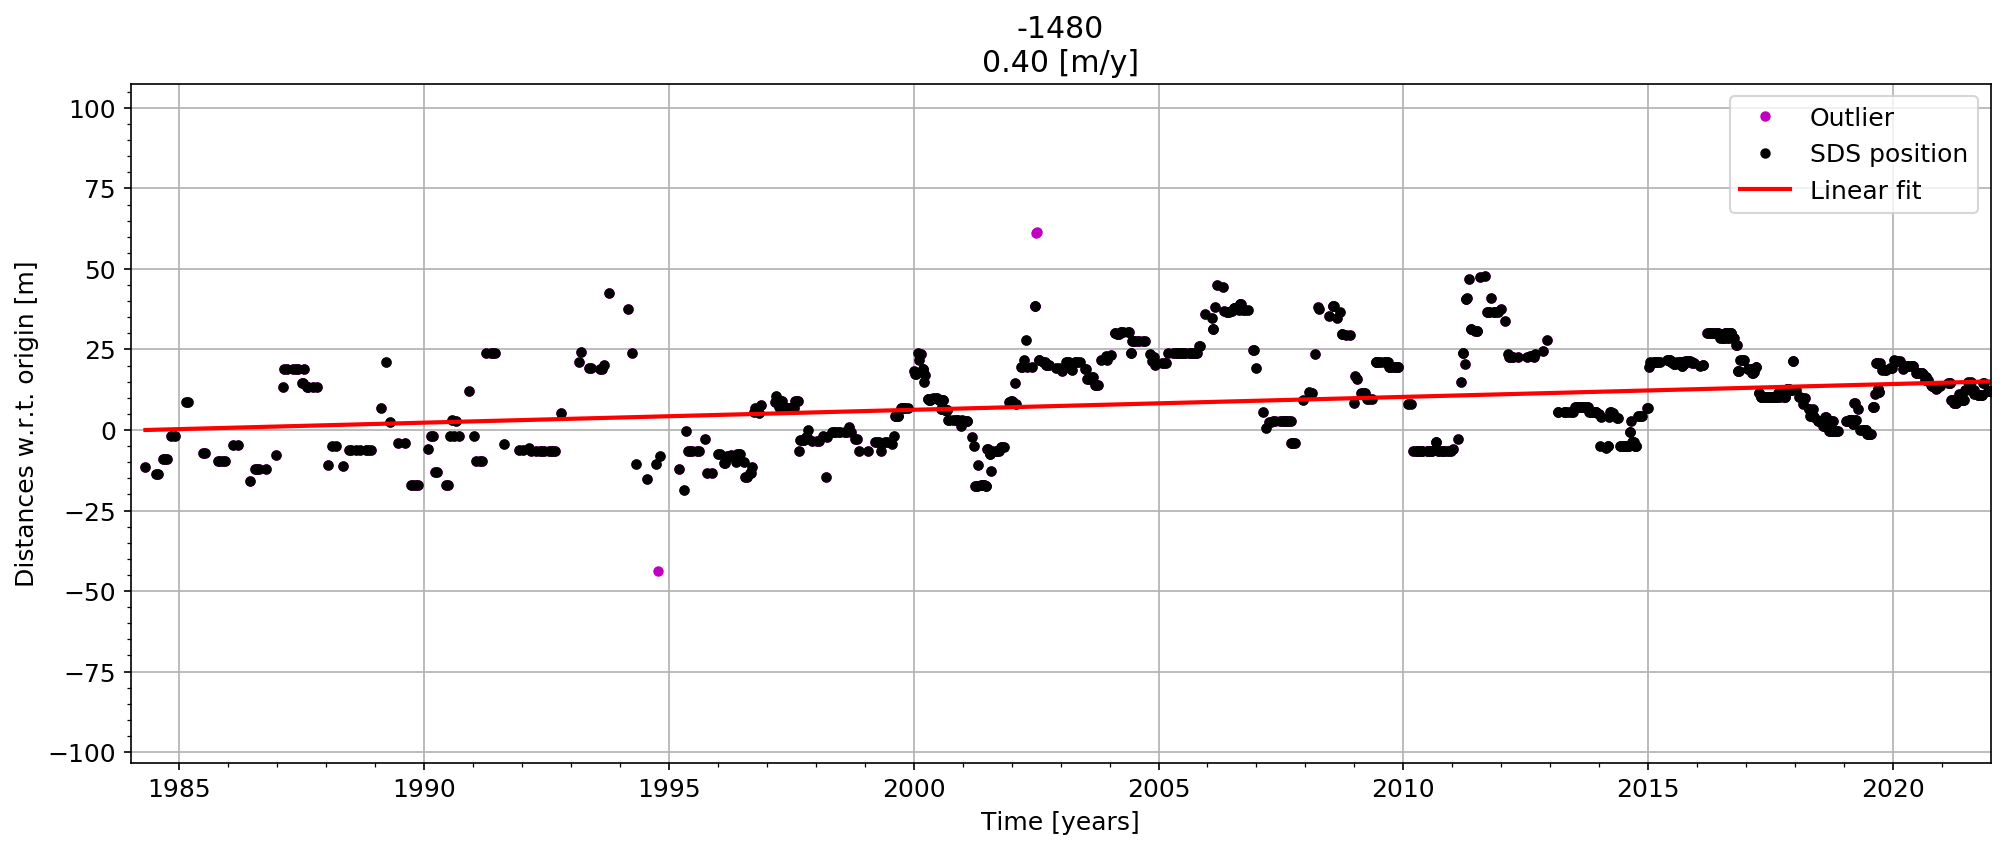 -1480
0.40 [m/y]
Distances w.r.t. origin [m]
100
75
50
25
0
−25
−50
−75
−100
Outlier
SDS position
Linear fit
1985 1990 1995 2000 2005 2010 2015 2020
Time [years]